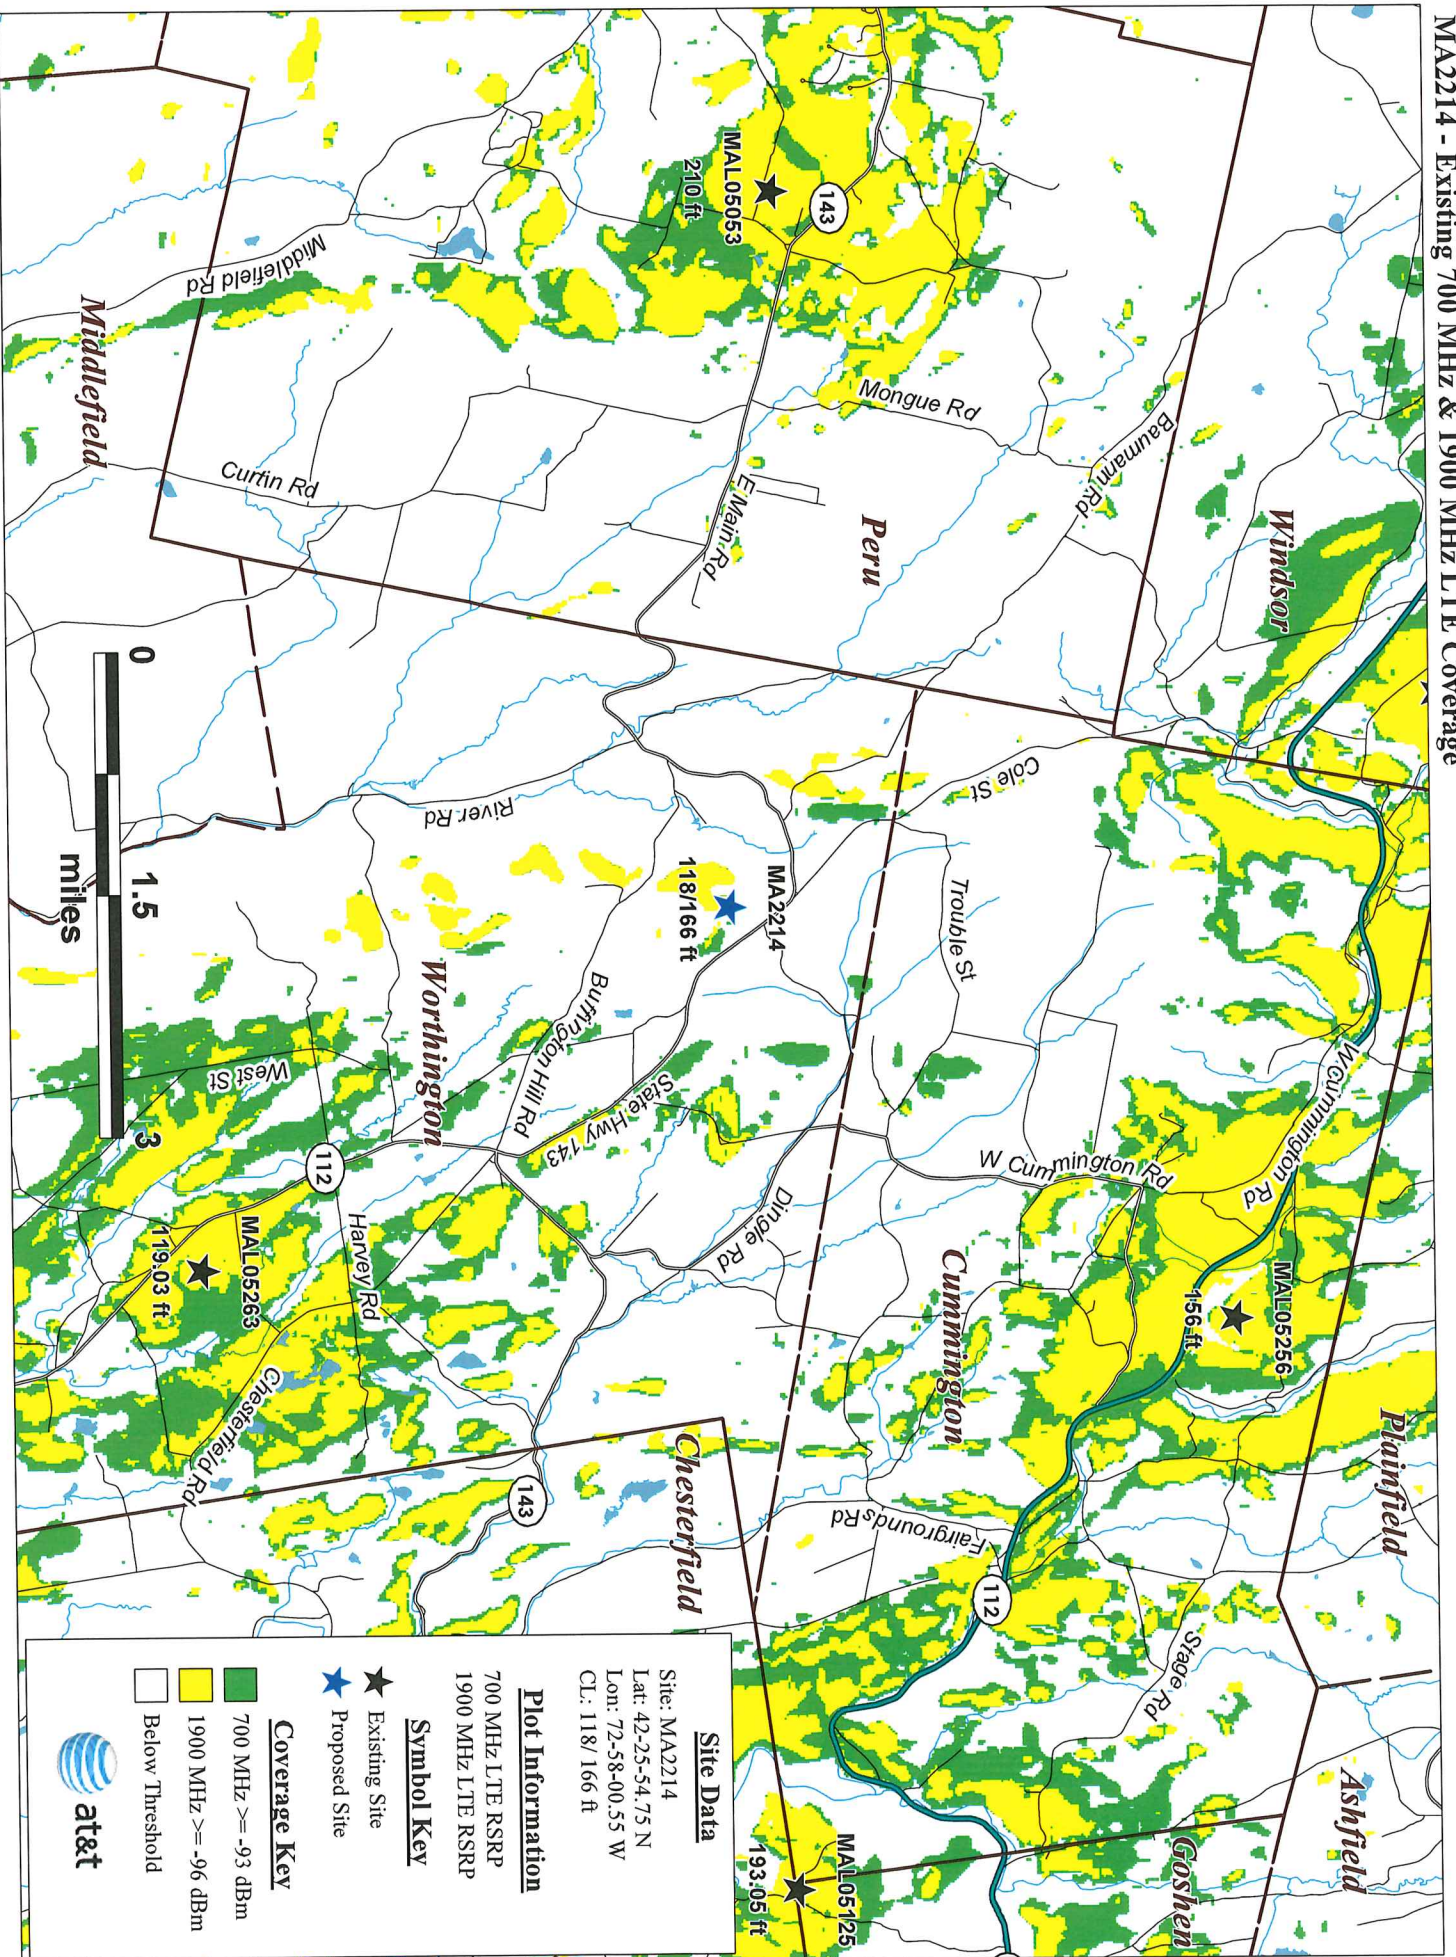 MA2214 - Existing 700 MHz & 1900 MHz LTE Coverage
Windsor
Plainfield
Ashfield
Goshen
Peru
Cummington
Chesterfield
Worthington
Middlefield
MAL05053
210 ft
143
Middlefield Rd
Curtin Rd
Mongue Rd
Baumann Rd
E Main Rd
Cole St
River Rd
Trouble St
MA2214
118/166 ft
Buffington Hill Rd
State Hwy 143
West St
112
Harvey Rd
MAL05263
119.03 ft
Chesterfield Rd
143
Dingle Rd
W Cummington Rd
W Cummington Rd
MAL05256
156 ft
Fairgrounds Rd
112
Stage Rd
MAL05125
193.05 ft
0
1.5
3
miles
Site Data
Site: MA2214
Lat: 42-25-54.75 N
Lon: 72-58-00.55 W
CL: 118/ 166 ft
Plot Information
700 MHz LTE RSRP
1900 MHz LTE RSRP
Symbol Key
Existing Site
Proposed Site
Coverage Key
700 MHz >= -93 dBm
1900 MHz >= -96 dBm
Below Threshold
at&t